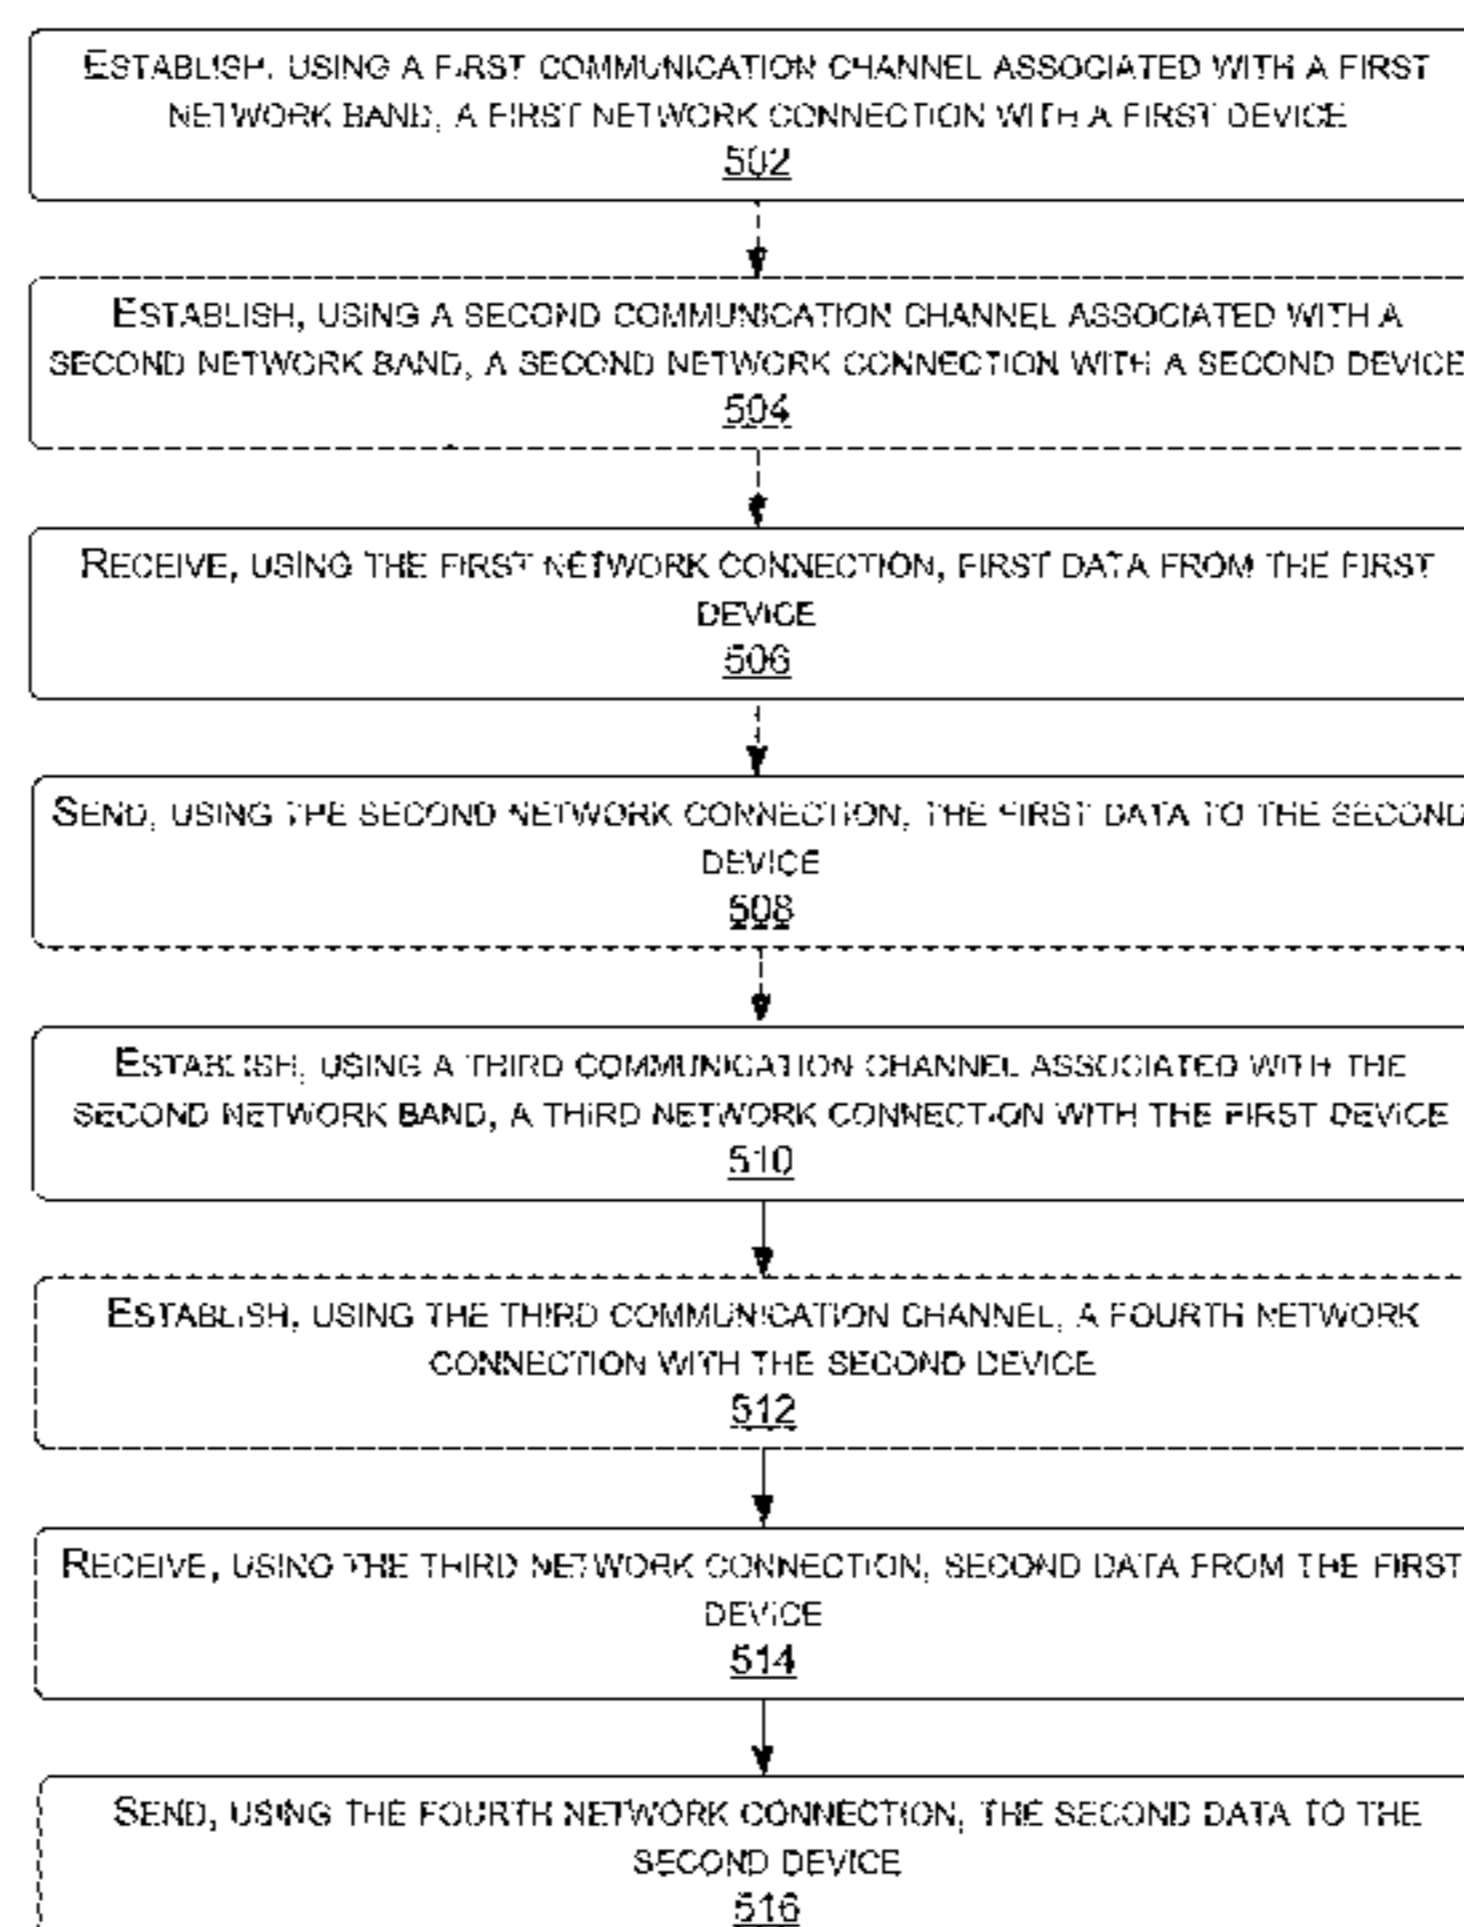 ESTABLISH, USING A FIRST COMMUNICATION CHANNEL ASSOCIATED WITH A FIRST
NETWORK BAND, A FIRST NETWORK CONNECTION WITH A FIRST DEVICE
502
ESTABLISH, USING A SECOND COMMUNICATION CHANNEL ASSOCIATED WITH A
SECOND NETWORK BAND, A SECOND NETWORK CONNECTION WITH A SECOND DEVICE
504
RECEIVE, USING THE FIRST NETWORK CONNECTION, FIRST DATA FROM THE FIRST
DEVICE
506
SEND, USING THE SECOND NETWORK CONNECTION, THE FIRST DATA TO THE SECOND
DEVICE
508
ESTABLISH, USING A THIRD COMMUNICATION CHANNEL ASSOCIATED WITH THE
SECOND NETWORK BAND, A THIRD NETWORK CONNECTION WITH THE FIRST DEVICE
510
ESTABLISH, USING THE THIRD COMMUNICATION CHANNEL, A FOURTH NETWORK
CONNECTION WITH THE SECOND DEVICE
512
RECEIVE, USING THE THIRD NETWORK CONNECTION, SECOND DATA FROM THE FIRST
DEVICE
514
SEND, USING THE FOURTH NETWORK CONNECTION, THE SECOND DATA TO THE
SECOND DEVICE
516